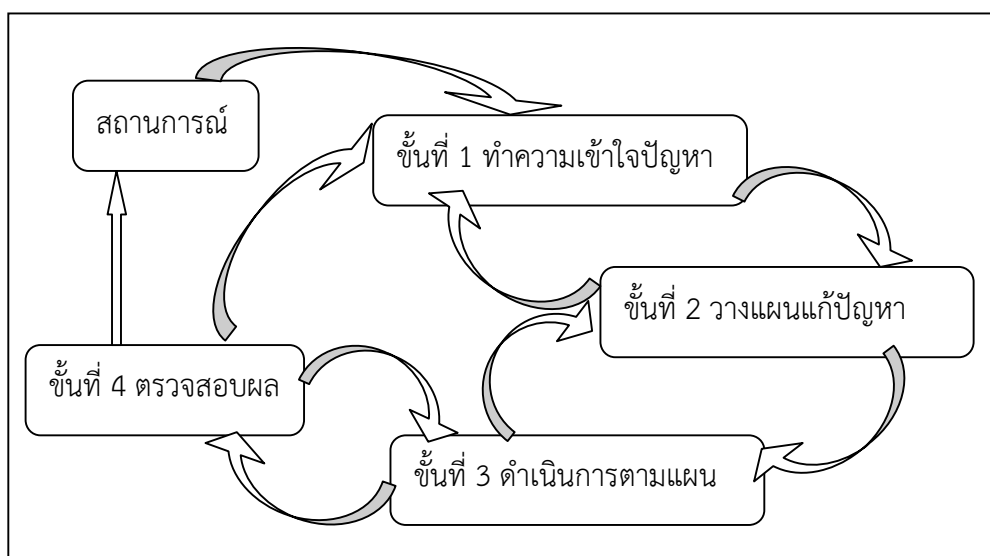 สถานการณ์
ขั้นที่ 1 ทำความเข้าใจปัญหา
ขั้นที่ 2 วางแผนแก้ปัญหา
ขั้นที่ 4 ตรวจสอบผล
ขั้นที่ 3 ดำเนินการตามแผน